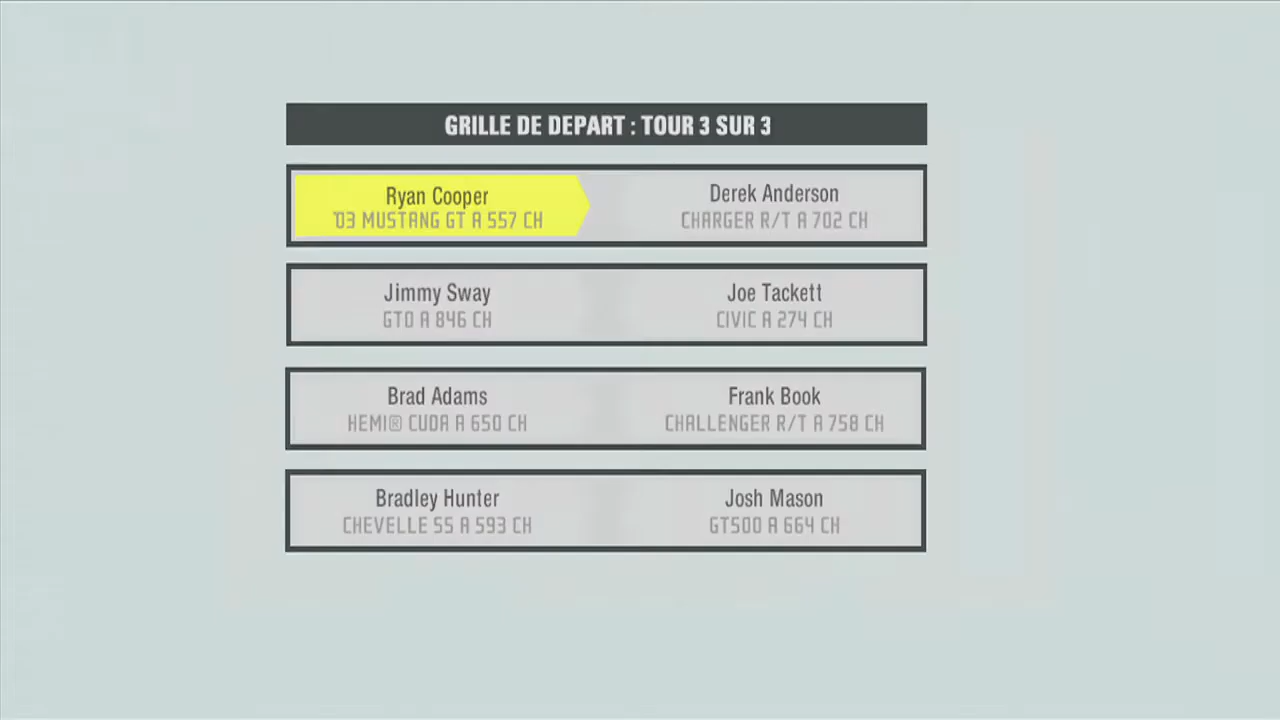 GRILLE DE DEPART : TOUR 3 SUR 3
Ryan Cooper
'03 MUSTANG GT A 557 CH
Derek Anderson
CHARGER R/T A 702 CH
Jimmy Sway
GTO A 846 CH
Joe Tackett
CIVIC A 274 CH
Brad Adams
HEMI® CUDA A 650 CH
Frank Book
CHALLENGER R/T A 758 CH
Bradley Hunter
CHEVELLE SS A 593 CH
Josh Mason
GT500 A 664 CH